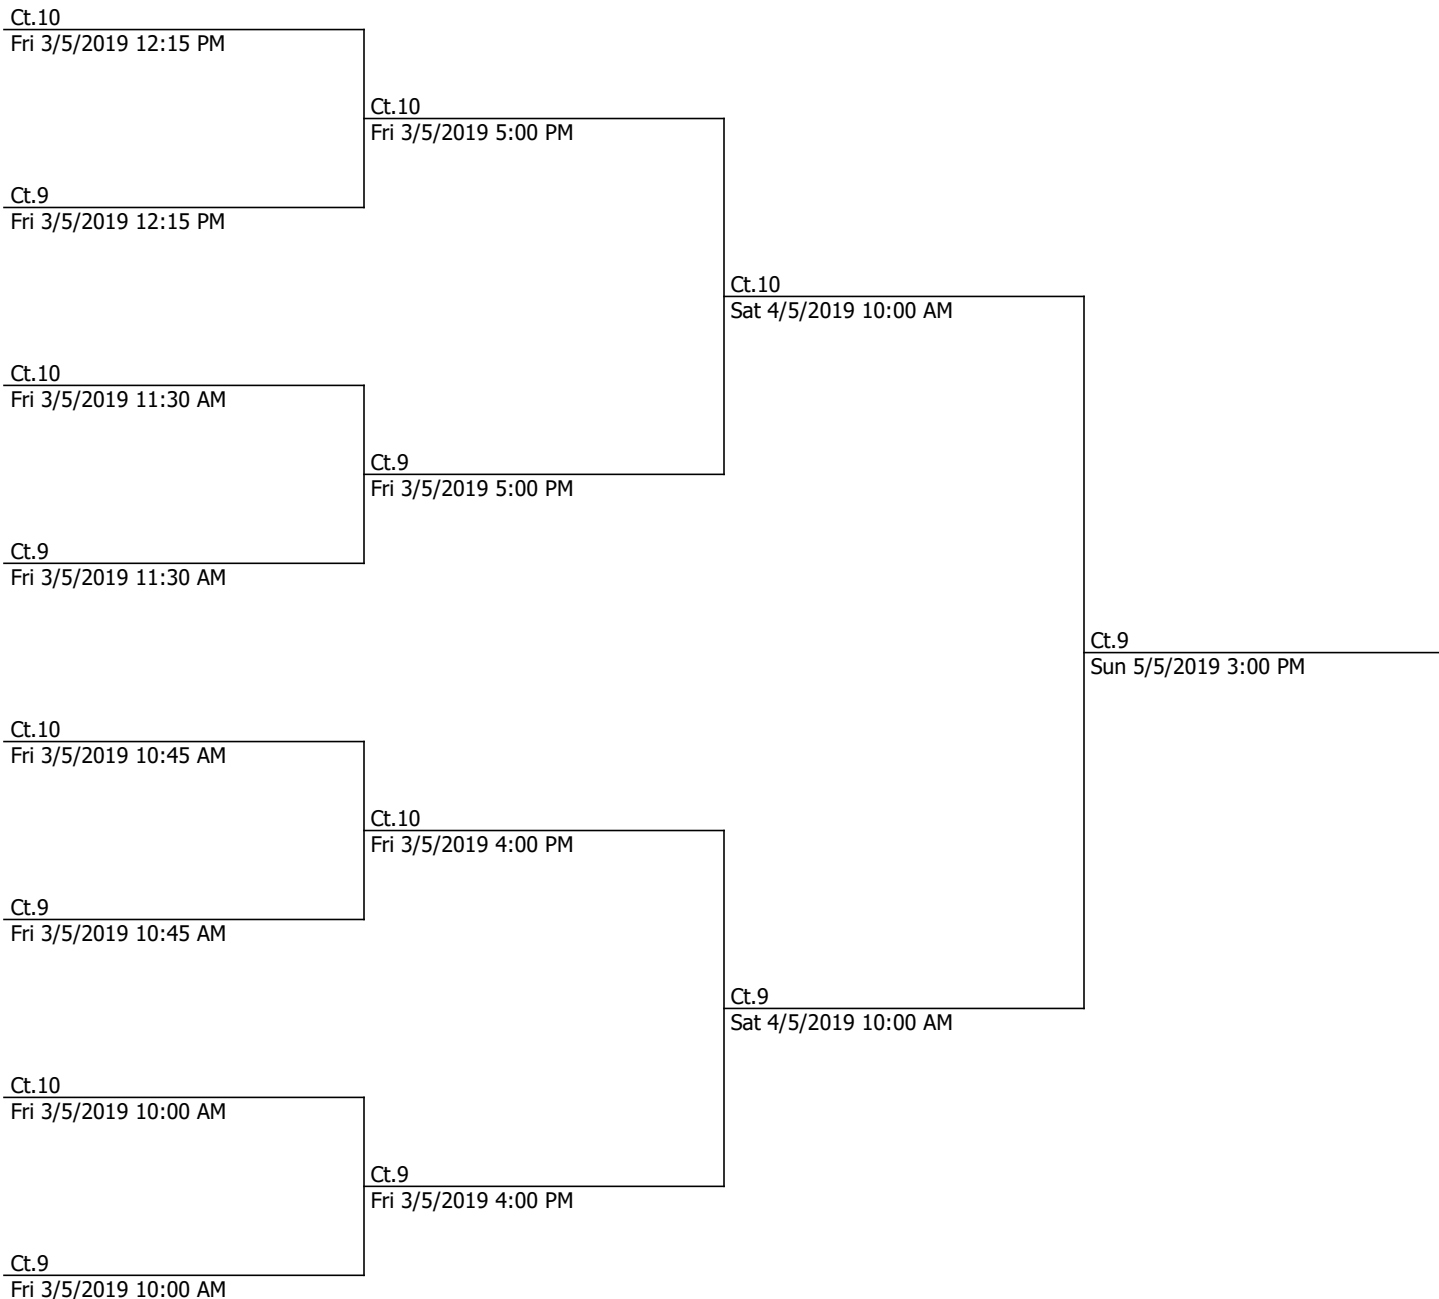 Ct.10
Fri 3/5/2019 12:15 PM
Ct.10
Fri 3/5/2019 5:00 PM
Ct.9
Fri 3/5/2019 12:15 PM
Ct.10
Sat 4/5/2019 10:00 AM
Ct.10
Fri 3/5/2019 11:30 AM
Ct.9
Fri 3/5/2019 5:00 PM
Ct.9
Fri 3/5/2019 11:30 AM
Ct.9
Sun 5/5/2019 3:00 PM
Ct.10
Fri 3/5/2019 10:45 AM
Ct.10
Fri 3/5/2019 4:00 PM
Ct.9
Fri 3/5/2019 10:45 AM
Ct.9
Sat 4/5/2019 10:00 AM
Ct.10
Fri 3/5/2019 10:00 AM
Ct.9
Fri 3/5/2019 4:00 PM
Ct.9
Fri 3/5/2019 10:00 AM